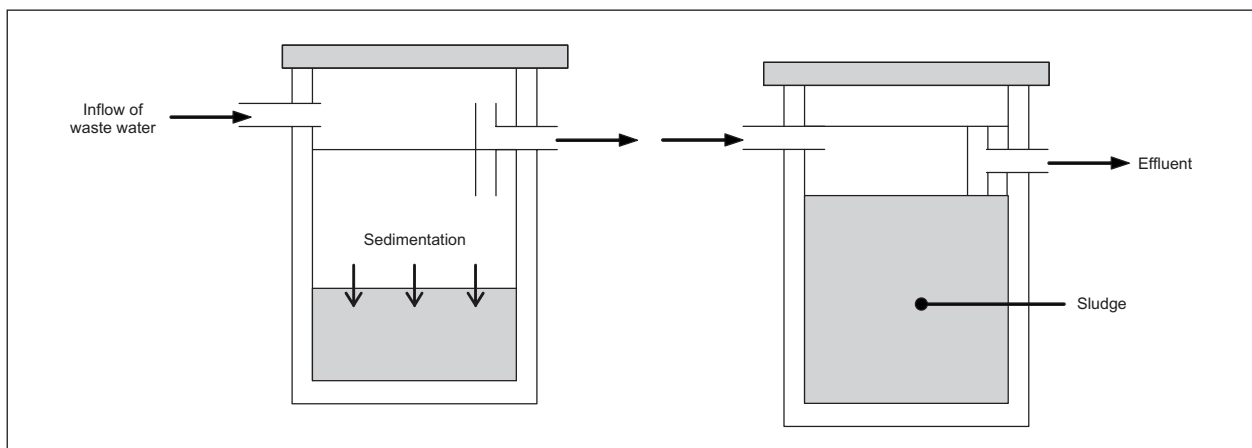 Inflow of
waste water
Sedimentation
Effluent
Sludge